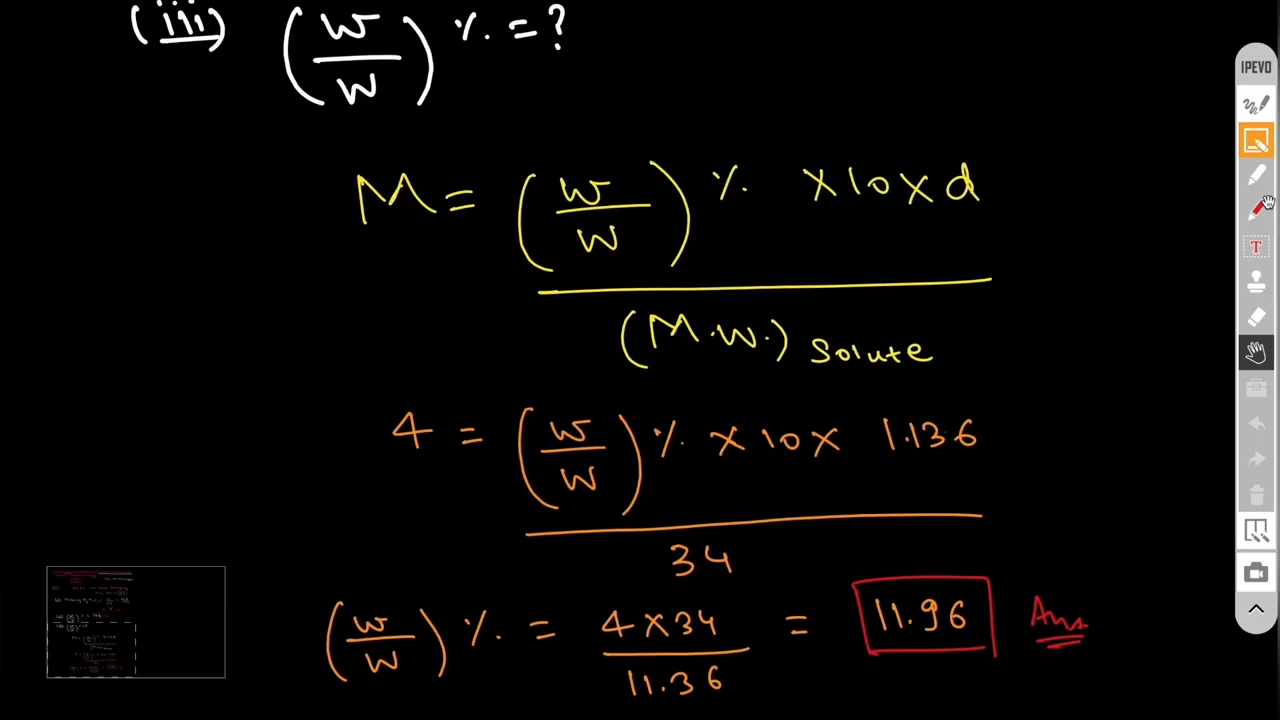 (iii) (w/W) % = ?
M = (w/W) % × 10 × d
(M.W.) Solute
4 = (w/W) % × 10 × 1.136
34
(w/W) % = 4 × 34 / 11.36 = 11.96 Ans
IPEVO
T